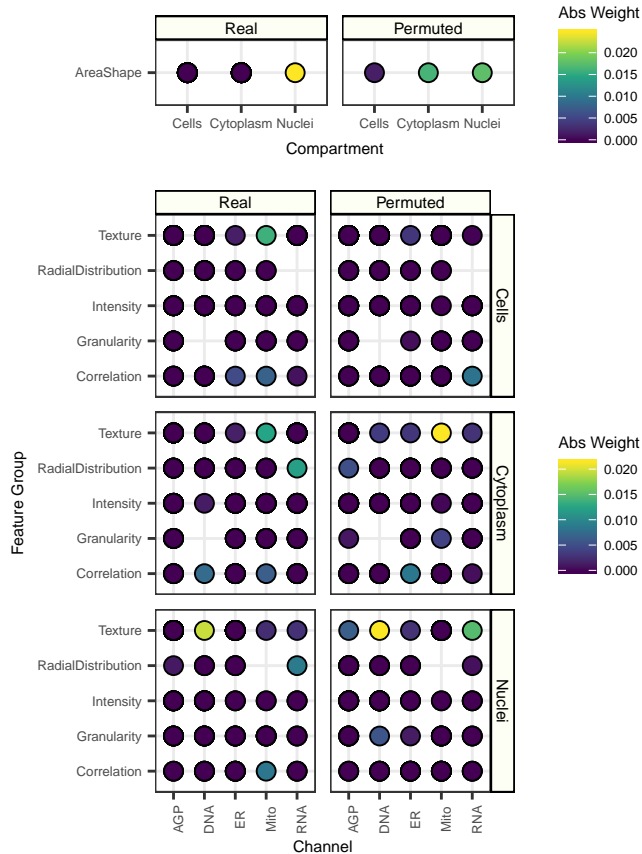 Abs Weight
Real Permuted
0.020
AreaShape
0.015
0.010
0.005
Cells Cytoplasm Nuclei Cells Cytoplasm Nuclei
0.000
Compartment
Real Permuted
Texture
RadialDistribution
Intensity
Granularity
Correlation
Cells
Texture
RadialDistribution
Intensity
Granularity
Correlation
Cytoplasm
Texture
RadialDistribution
Intensity
Granularity
Correlation
Nuclei
Feature Group
AGP DNA ER Mito RNA AGP DNA ER Mito RNA
Channel
Abs Weight
0.020
0.015
0.010
0.005
0.000